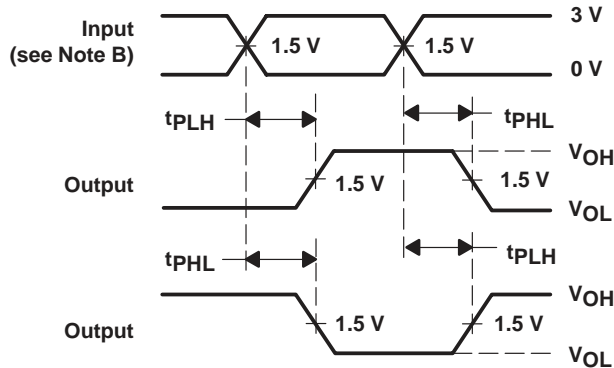 3 V
Input
(see Note B)
1.5 V
1.5 V
0 V
tPLH
tPHL
VOH
Output
1.5 V
1.5 V
VOL
tPHL
tPLH
VOH
Output
1.5 V
1.5 V
VOL